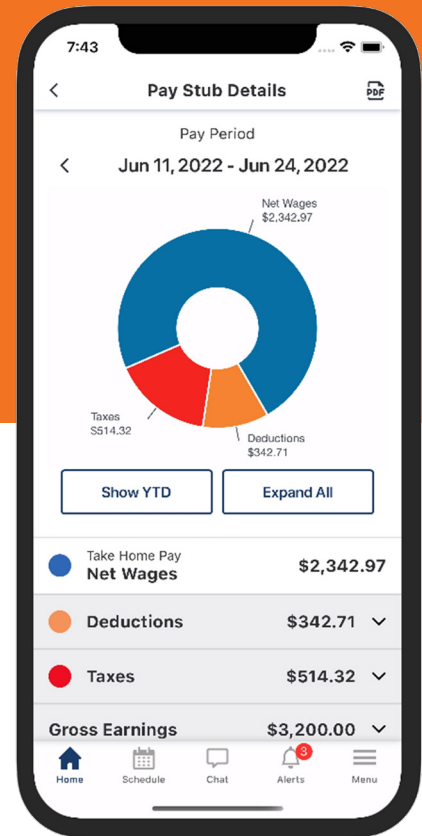 7:43
Pay Stub Details
PDF
Pay Period
Jun 11, 2022 - Jun 24, 2022
Net Wages
$2,342.97
Taxes
$514.32
Deductions
$342.71
Show YTD
Expand All
Take Home Pay
Net Wages
$2,342.97
Deductions
$342.71
Taxes
$514.32
Gross Earnings
$3,200.00
3
Home
Schedule
Chat
Alerts
Menu